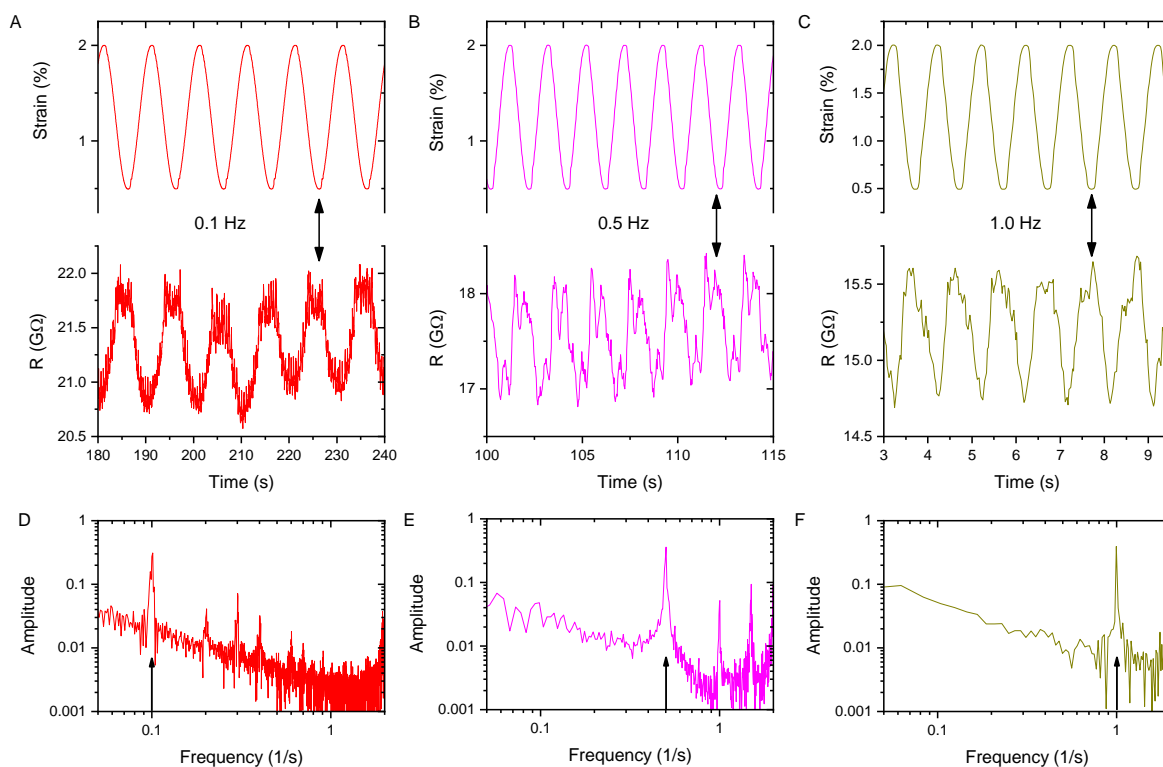 A
2
1
Strain (%)
0.1 Hz
22.0
21.5
21.0
20.5
R (GΩ)
180 190 200 210 220 230 240
Time (s)
B
2
1
Strain (%)
0.5 Hz
18
17
R (GΩ)
100 105 110 115
Time (s)
C
2.0
1.5
1.0
0.5
Strain (%)
1.0 Hz
15.5
15.0
14.5
R (GΩ)
3 4 5 6 7 8 9
Time (s)
D
1
0.1
0.01
0.001
Amplitude
0.1 1
Frequency (1/s)
E
1
0.1
0.01
0.001
Amplitude
0.1 1
Frequency (1/s)
F
1
0.1
0.01
0.001
Amplitude
0.1 1
Frequency (1/s)